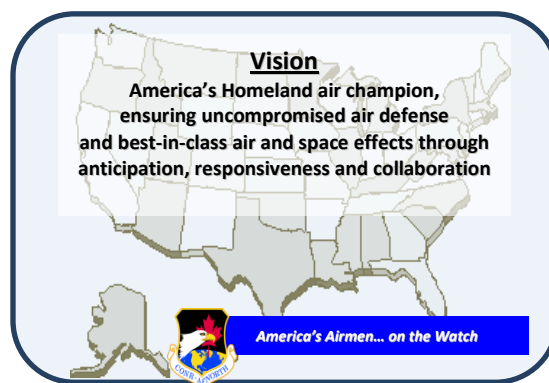 Vision
America's Homeland air champion,
ensuring uncompromised air defense
and best-in-class air and space effects through
anticipation, responsiveness and collaboration
America's Airmen… on the Watch
CONR-AFNORTH